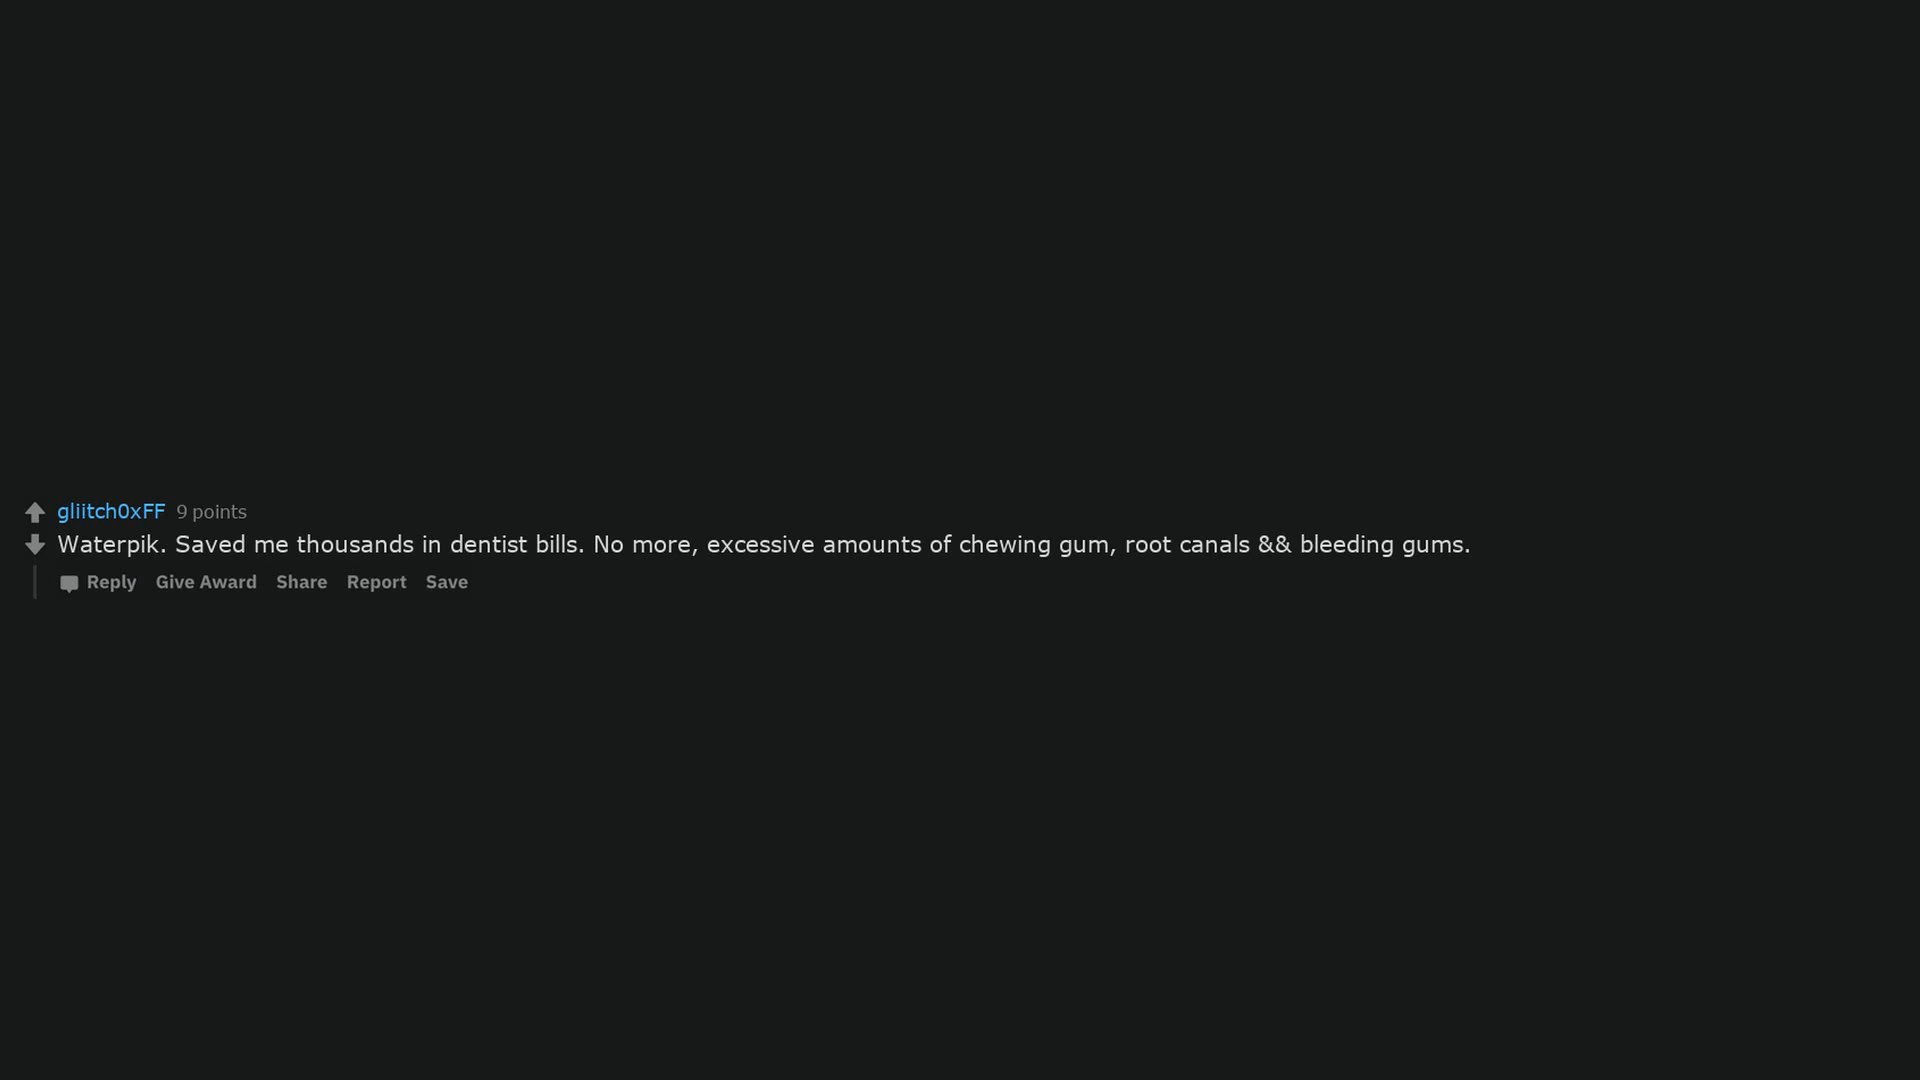 gliitch0xFF 9 points
Waterpik. Saved me thousands in dentist bills. No more, excessive amounts of chewing gum, root canals && bleeding gums.
Reply Give Award Share Report Save